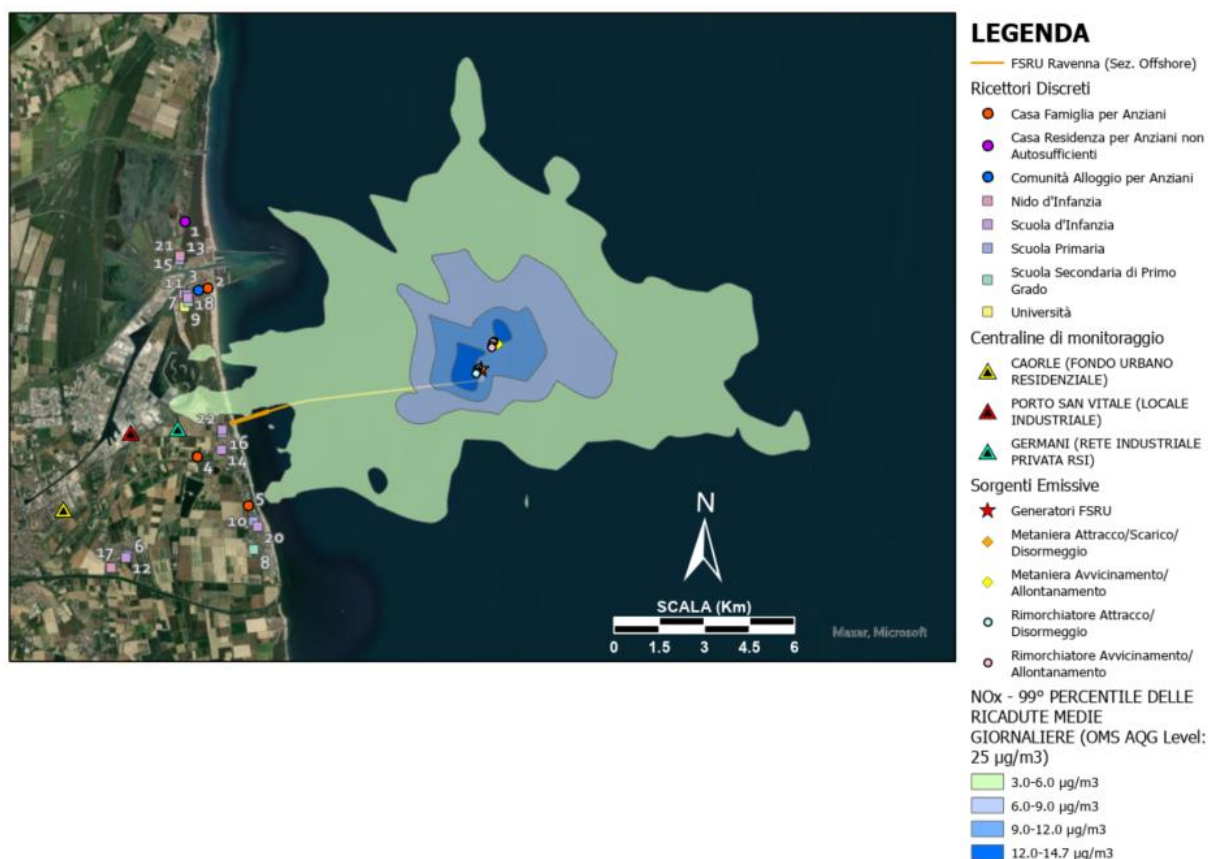 LEGENDA
FSRU Ravenna (Sez. Offshore)
Ricettori Discreti
Casa Famiglia per Anziani
Casa Residenza per Anziani non
Autosufficienti
Comunità Alloggio per Anziani
Nido d'Infanzia
Scuola d'Infanzia
Scuola Primaria
Scuola Secondaria di Primo
Grado
Università
Centraline di monitoraggio
CAORLE (FONDO URBANO
RESIDENZIALE)
PORTO SAN VITALE (LOCALE
INDUSTRIALE)
GERMANI (RETE INDUSTRIALE
PRIVATA RSI)
Sorgenti Emissive
Generatori FSRU
Metaniera Attracco/Scarico/
Disormeggio
Metaniera Avvicinamento/
Allontanamento
Rimorchiatore Attracco/
Disormeggio
Rimorchiatore Avvicinamento/
Allontanamento
NOx - 99° PERCENTILE DELLE
RICADUTE MEDIE
GIORNALIERE (OMS AQG Level:
25 µg/m3)
3.0-6.0 µg/m3
6.0-9.0 µg/m3
9.0-12.0 µg/m3
12.0-14.7 µg/m3
1
21 13
15
3 2
11
7 18
9
22
16
14
4
5
10
20
8
6
17
12
N
SCALA (Km)
0 1.5 3 4.5 6
Maxar, Microsoft